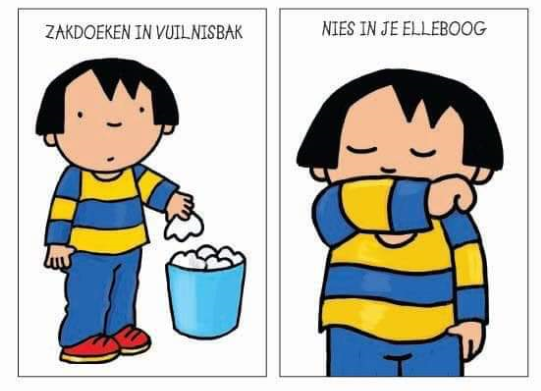 ZAKDOEKEN IN VUILNISBAK
NIES IN JE ELLEBOOG